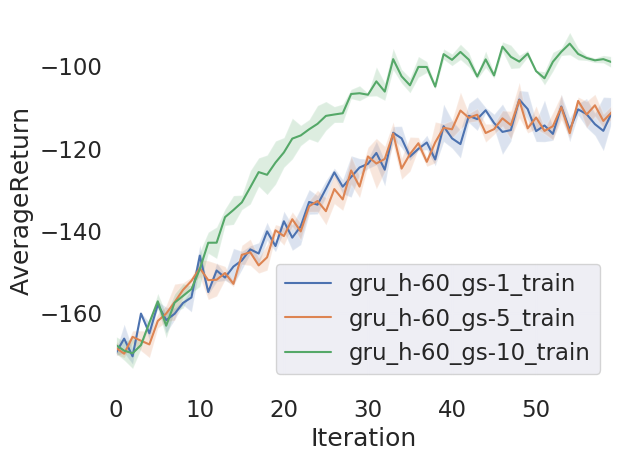 AverageReturn
−100
−120
−140
−160
gru_h-60_gs-1_train
gru_h-60_gs-5_train
gru_h-60_gs-10_train
0 10 20 30 40 50
Iteration